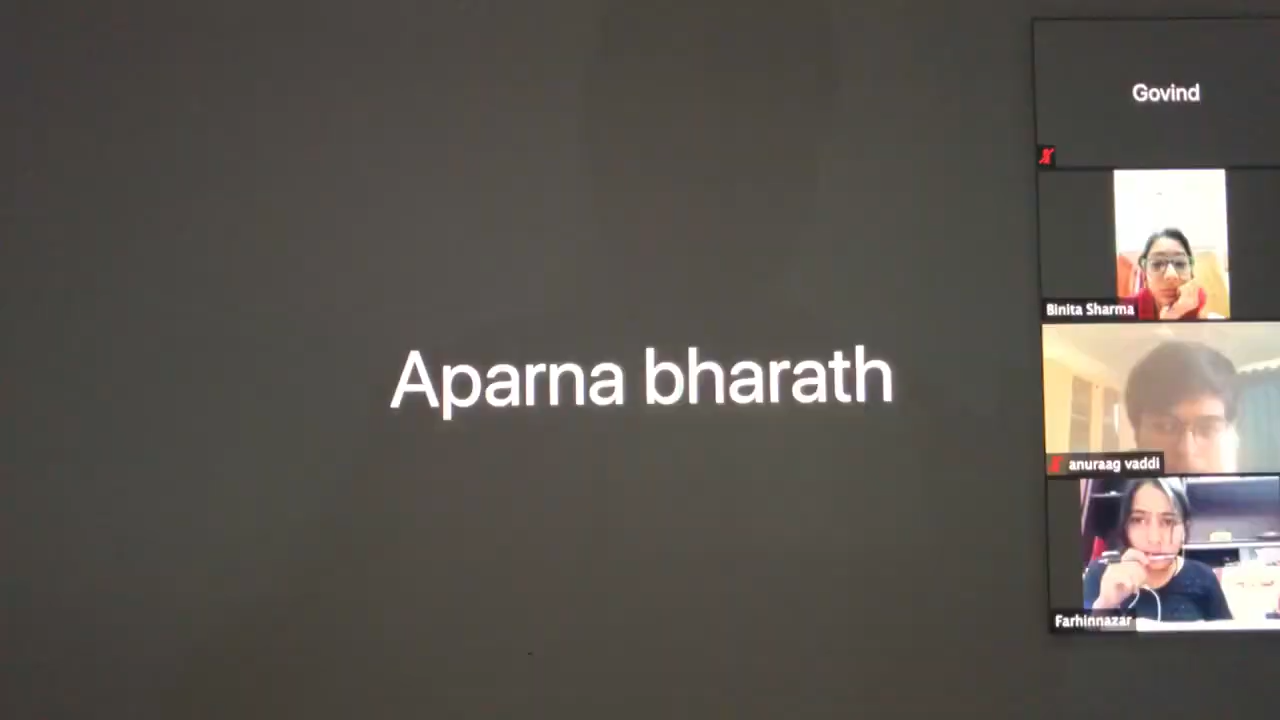 Govind
Binita Sharma
Aparna bharath
anuraag vaddi
Farhinnazar